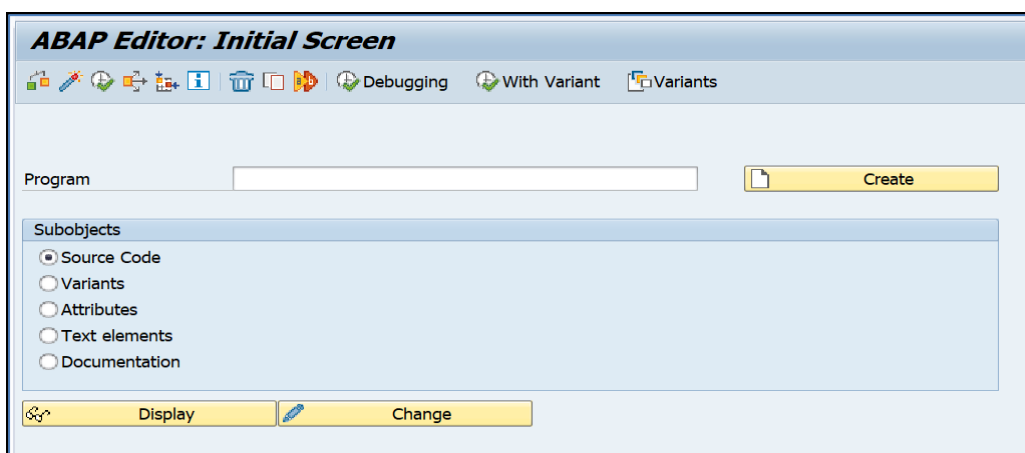 ABAP Editor: Initial Screen
Debugging With Variant Variants
Program Create
Subobjects
Source Code
Variants
Attributes
Text elements
Documentation
Display Change